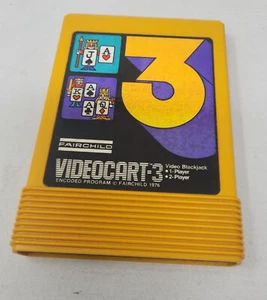 J A
K A A
3
FAIRCHILD
VIDEOCART-3 Video Blackjack
• 1-Player
• 2-Player
ENCODED PROGRAM © FAIRCHILD 1976